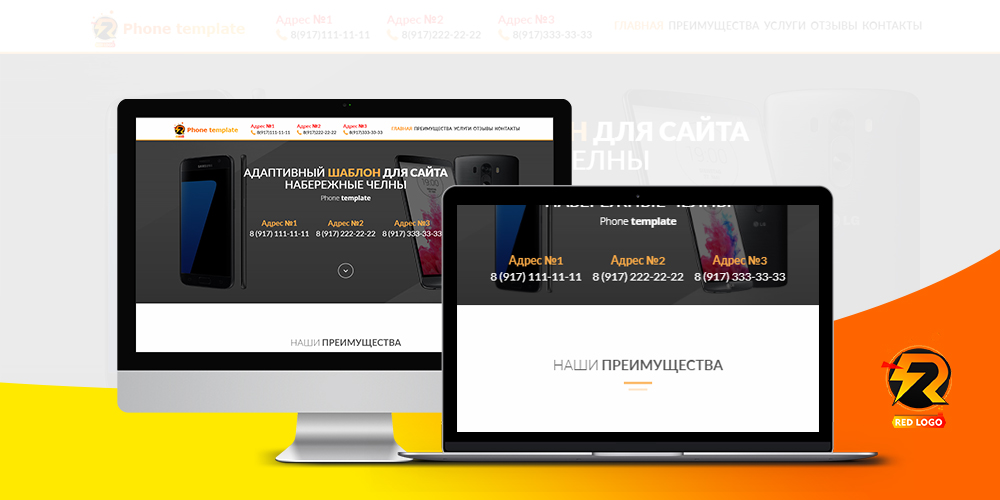 Phone template
Адрес №1
8(917)111-11-11
Адрес №2
8(917)222-22-22
Адрес №3
8(917)333-33-33
ГЛАВНАЯ ПРЕИМУЩЕСТВА УСЛУГИ ОТЗЫВЫ КОНТАКТЫ
Н ДЛЯ САЙТА
ЕЛНЫ
Phone template
Адрес №1
8(917)111-11-11
Адрес №2
8(917)222-22-22
Адрес №3
8(917)333-33-33
ГЛАВНАЯ ПРЕИМУЩЕСТВА УСЛУГИ ОТЗЫВЫ КОНТАКТЫ
АДАПТИВНЫЙ ШАБЛОН ДЛЯ САЙТА
НАБЕРЕЖНЫЕ ЧЕЛНЫ
Phone template
Адрес №1 Адрес №2 Адрес №3
8 (917) 111-11-11 8 (917) 222-22-22 8 (917) 333-33-33
НАШИ ПРЕИМУЩЕСТВА
НАБЕРЕЖНЫЕ ЧЕЛНЫ
Phone template
Адрес №1 Адрес №2 Адрес №3
8 (917) 111-11-11 8 (917) 222-22-22 8 (917) 333-33-33
НАШИ ПРЕИМУЩЕСТВА
RED LOGO